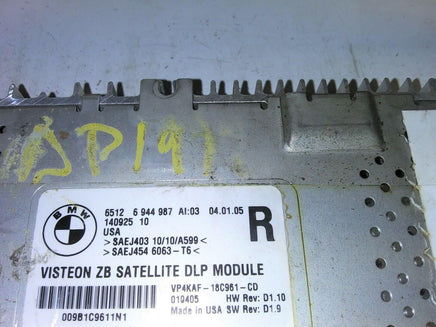 DP19
BMW
6512 6 944 987 AI:03 04.01.05
140925 10
USA
>SAEJ403 10/10/A599<
>SAEJ454 6063-T6<
R
VISTEON ZB SATELLITE DLP MODULE
VP4KAF-18C961-CD
010405 HW Rev: D1.10
Made in USA SW Rev: D1.9
009B1C9611N1